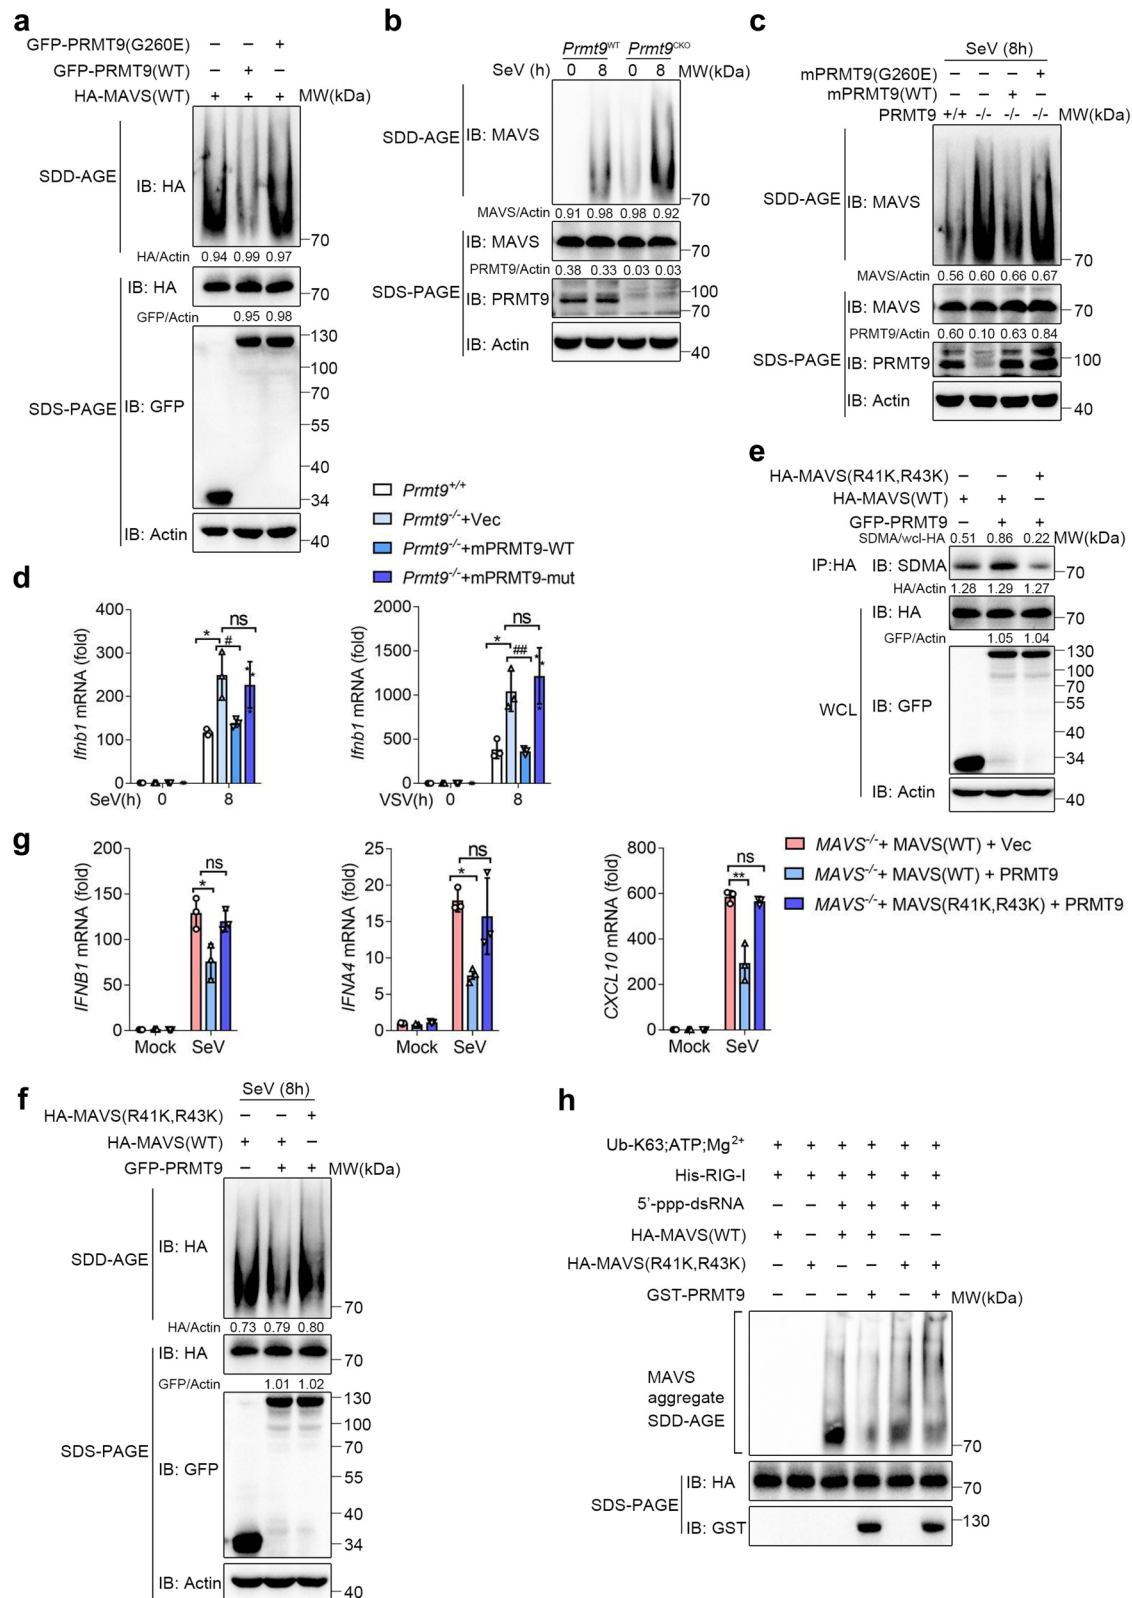 a
GFP-PRMT9(G260E) – – +
GFP-PRMT9(WT) – + –
HA-MAVS(WT) + + + MW(kDa)
SDD-AGE
IB: HA
70
HA/Actin 0.94 0.99 0.97
IB: HA
70
GFP/Actin 0.95 0.98
SDS-PAGE
IB: GFP
130
100
70
55
40
34
IB: Actin
40
b
Prmt9WT Prmt9CKO
SeV (h) 0 8 0 8 MW(kDa)
SDD-AGE
IB: MAVS
70
MAVS/Actin 0.91 0.98 0.98 0.92
IB: MAVS
70
PRMT9/Actin 0.38 0.33 0.03 0.03
SDS-PAGE
IB: PRMT9
100
70
IB: Actin
40
c
SeV (8h)
mPRMT9(G260E) – – – +
mPRMT9(WT) – – + –
PRMT9 +/+ -/- -/- -/- MW(kDa)
SDD-AGE
IB: MAVS
70
MAVS/Actin 0.56 0.60 0.66 0.67
IB: MAVS
70
PRMT9/Actin 0.60 0.10 0.63 0.84
SDS-PAGE
IB: PRMT9
100
IB: Actin
40
Prmt9+/+
Prmt9-/-+Vec
Prmt9-/-+mPRMT9-WT
Prmt9-/-+mPRMT9-mut
d
Ifnb1 mRNA (fold)
400
300
200
100
0
ns
* #
SeV(h) 0 8
Ifnb1 mRNA (fold)
2000
1500
1000
500
0
ns
* ##
VSV(h) 0 8
e
HA-MAVS(R41K,R43K) – – +
HA-MAVS(WT) + + –
GFP-PRMT9 – + +
SDMA/wcl-HA 0.51 0.86 0.22 MW(kDa)
IP:HA
IB: SDMA
70
HA/Actin 1.28 1.29 1.27
IB: HA
70
GFP/Actin 1.05 1.04
WCL
IB: GFP
130
100
70
55
40
34
IB: Actin
40
g
IFNB1 mRNA (fold)
200
150
100
50
0
ns
*
Mock SeV
IFNA4 mRNA (fold)
25
20
15
10
5
0
ns
*
Mock SeV
CXCL10 mRNA (fold)
800
600
400
200
0
ns
**
Mock SeV
MAVS-/-+ MAVS(WT) + Vec
MAVS-/-+ MAVS(WT) + PRMT9
MAVS-/-+ MAVS(R41K,R43K) + PRMT9
f
SeV (8h)
HA-MAVS(R41K,R43K) – – +
HA-MAVS(WT) + + –
GFP-PRMT9 – + + MW(kDa)
SDD-AGE
IB: HA
70
HA/Actin 0.73 0.79 0.80
IB: HA
70
GFP/Actin 1.01 1.02
SDS-PAGE
IB: GFP
130
100
70
55
40
34
IB: Actin
40
h
Ub-K63;ATP;Mg2+ + + + + + +
His-RIG-I + + + + + +
5'-ppp-dsRNA – – + + + +
HA-MAVS(WT) + – + + – –
HA-MAVS(R41K,R43K) – + – – + +
GST-PRMT9 – – – + – + MW(kDa)
MAVS
aggregate
SDD-AGE
70
SDS-PAGE
IB: HA
70
IB: GST
130